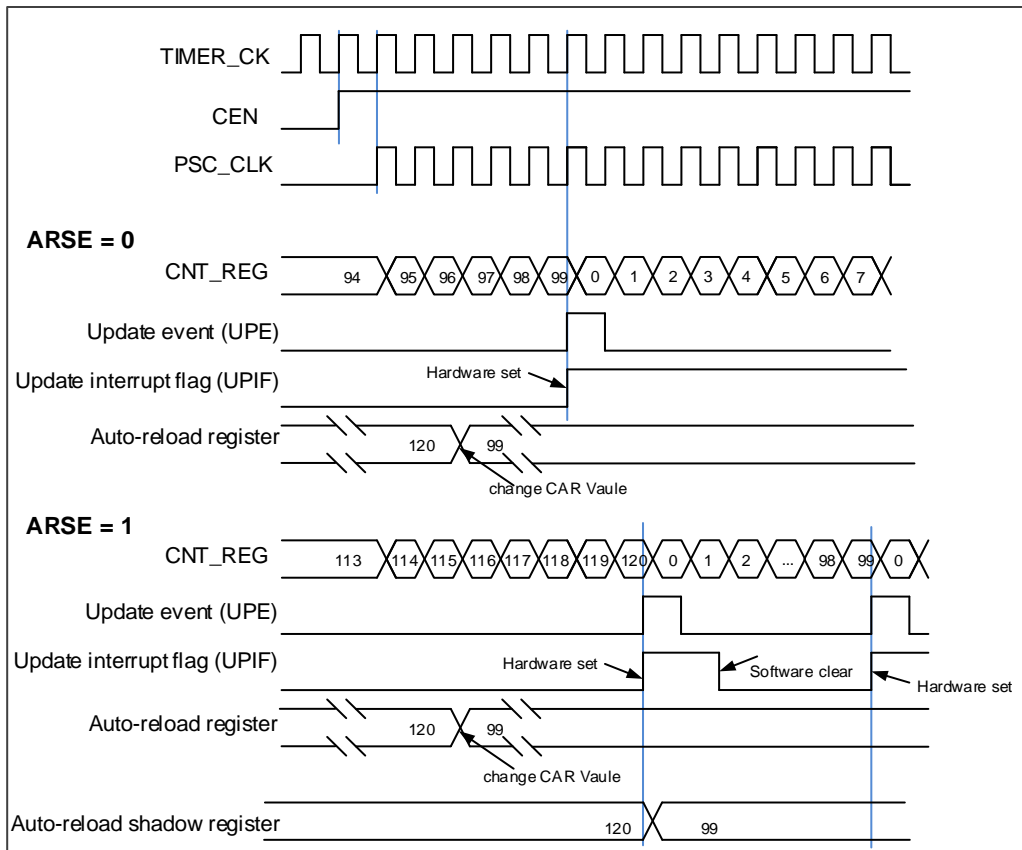 TIMER_CK
CEN
PSC_CLK
ARSE = 0
CNT_REG 94 95 96 97 98 99 0 1 2 3 4 5 6 7
Update event (UPE)
Update interrupt flag (UPIF) Hardware set
Auto-reload register 120 99
change CAR Vaule
ARSE = 1
CNT_REG 113 114 115 116 117 118 119 120 0 1 2 ... 98 99 0
Update event (UPE)
Update interrupt flag (UPIF) Hardware set Software clear Hardware set
Auto-reload register 120 99
change CAR Vaule
Auto-reload shadow register 120 99